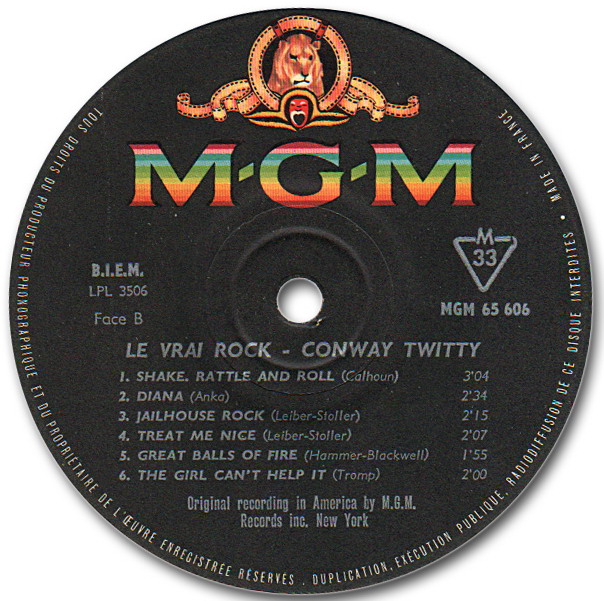 M·G·M
B.I.E.M.
LPL 3506
Face B
M
33
MGM 65 606
LE VRAI ROCK - CONWAY TWITTY
1. SHAKE, RATTLE AND ROLL (Calhoun) 3'04
2. DIANA (Anka) 2'34
3. JAILHOUSE ROCK (Leiber-Stoller) 2'15
4. TREAT ME NICE (Leiber-Stoller) 2'07
5. GREAT BALLS OF FIRE (Hammer-Blackwell) 1'55
6. THE GIRL CAN'T HELP IT (Tromp) 2'00
Original recording in America by M.G.M.
Records inc. New York
TOUS DROITS DU PRODUCTEUR PHONOGRAPHIQUE ET DU PROPRIÉTAIRE DE L'ŒUVRE ENREGISTRÉE RÉSERVÉS . DUPLICATION, EXÉCUTION PUBLIQUE, RADIODIFFUSION DE CE DISQUE INTERDITES • MADE IN FRANCE